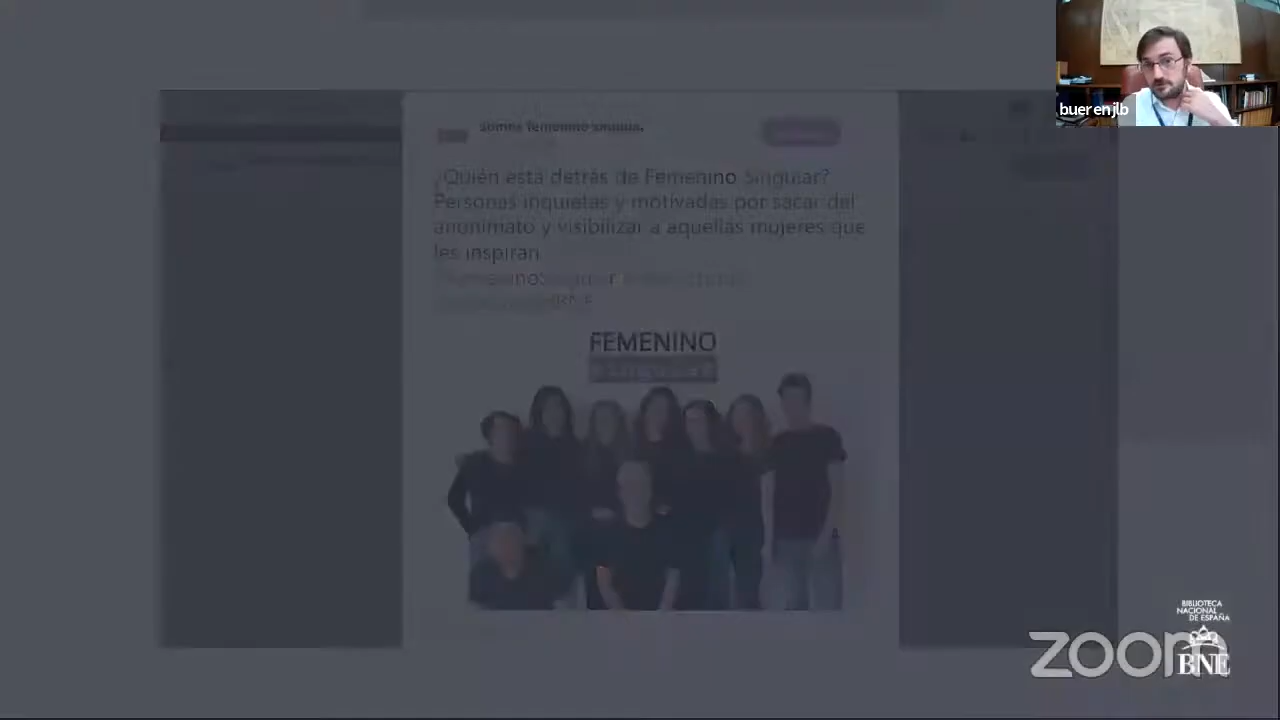 buerenjlb
somos femenino singular.
¿Quién está detrás de Femenino Singular?
Personas inquietas y motivadas por sacar del
anonimato y visibilizar a aquellas mujeres que
les inspiran
FEMENINO
BIBLIOTECA
NACIONAL
DE ESPAÑA
BNE
zoom